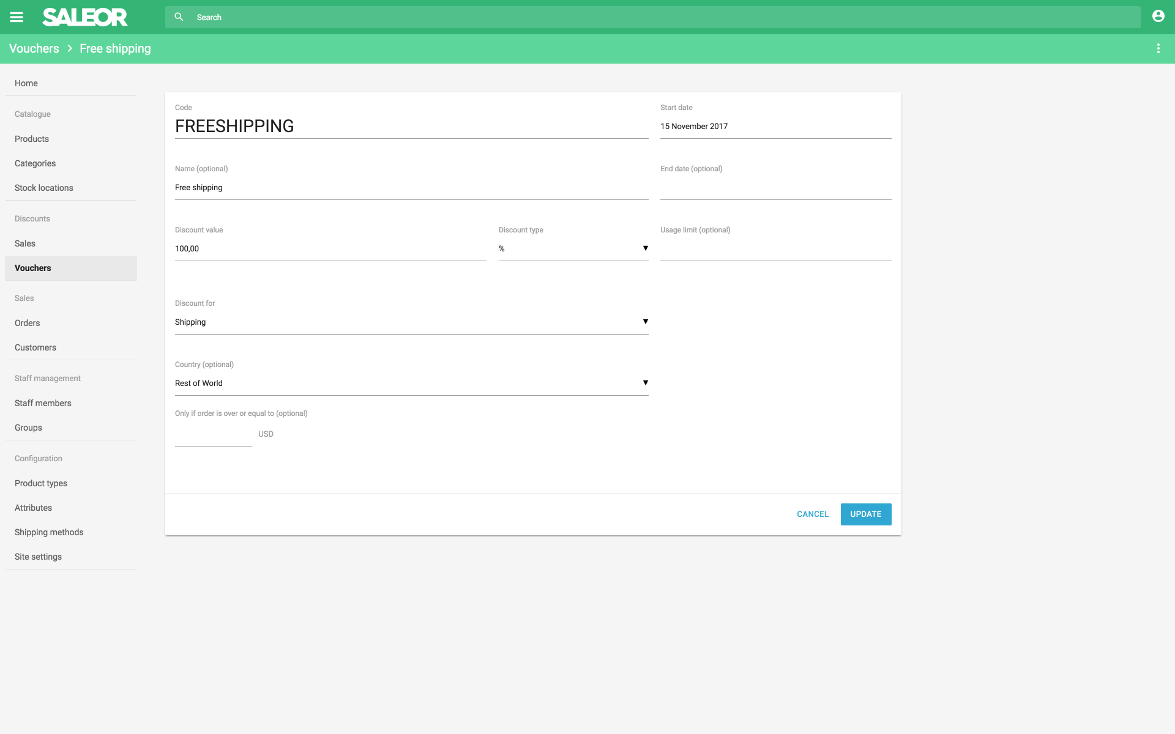 SALEOR
Search
Vouchers > Free shipping
Home
Catalogue
Products
Categories
Stock locations
Discounts
Sales
Vouchers
Sales
Orders
Customers
Staff management
Staff members
Groups
Configuration
Product types
Attributes
Shipping methods
Site settings
Code
FREESHIPPING
Start date
15 November 2017
Name (optional)
Free shipping
End date (optional)
Discount value
100,00
Discount type
%
Usage limit (optional)
Discount for
Shipping
Country (optional)
Rest of World
Only if order is over or equal to (optional)
USD
CANCEL
UPDATE